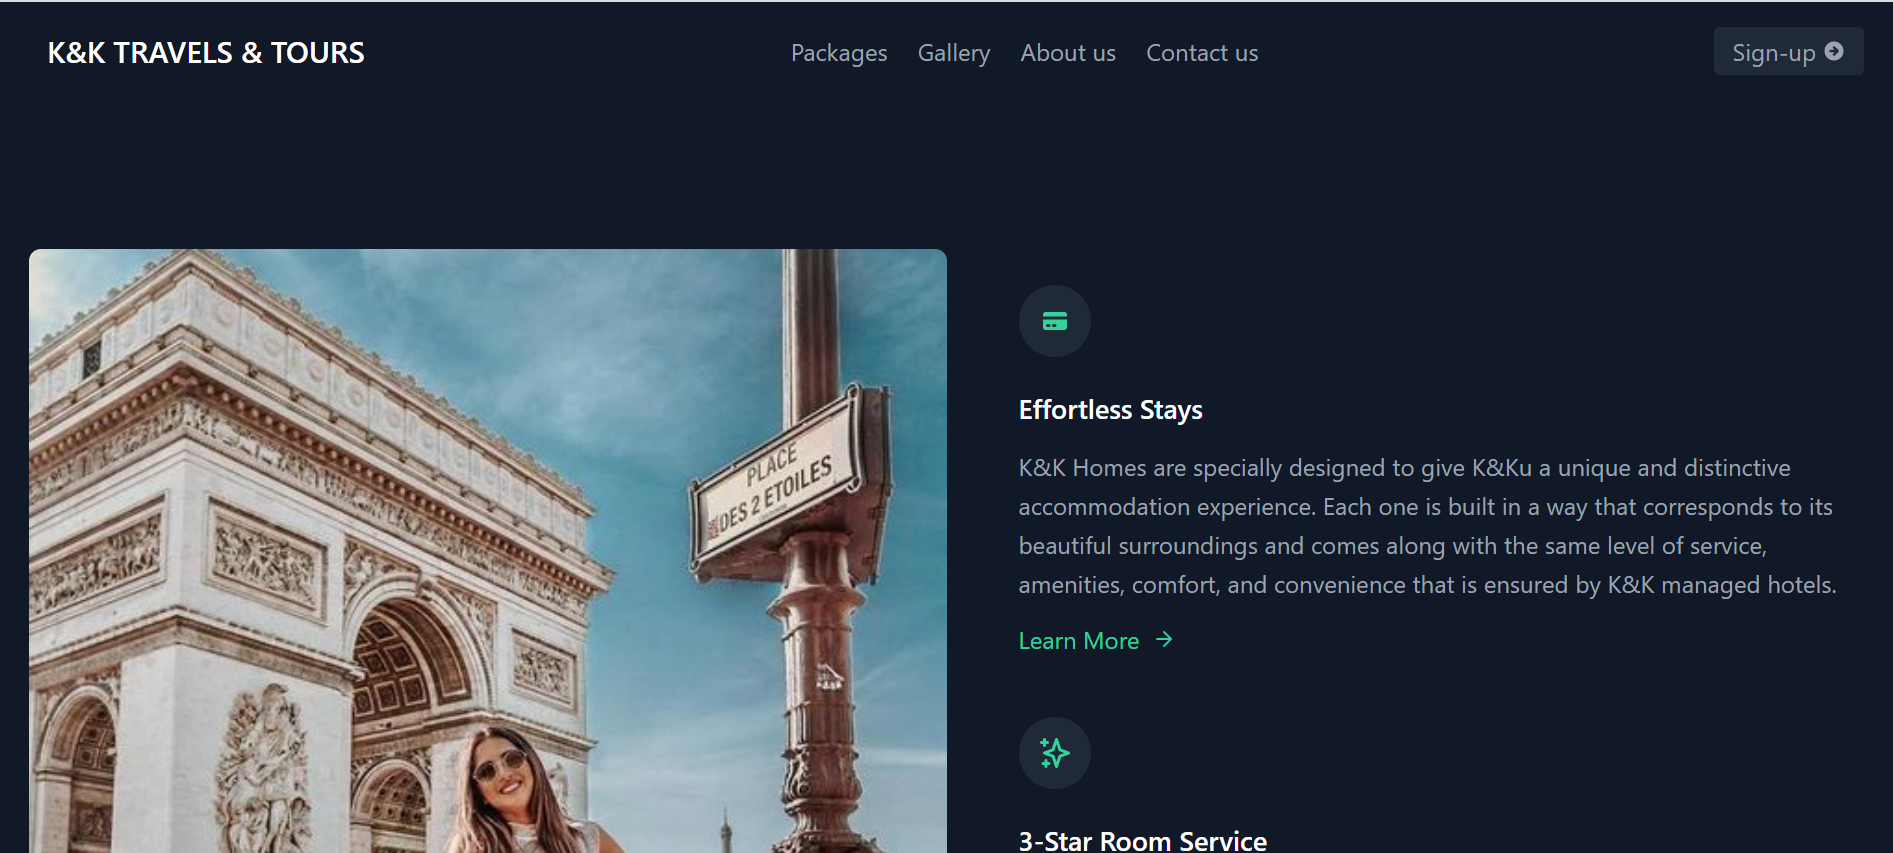 K&K TRAVELS & TOURS
Packages Gallery About us Contact us
Sign-up
PLACE
DES 2 ETOILES
Effortless Stays
K&K Homes are specially designed to give K&Ku a unique and distinctive
accommodation experience. Each one is built in a way that corresponds to its
beautiful surroundings and comes along with the same level of service,
amenities, comfort, and convenience that is ensured by K&K managed hotels.
Learn More
3-Star Room Service